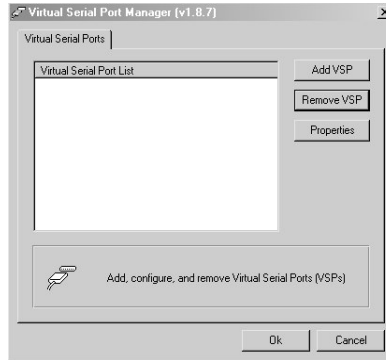 Virtual Serial Port Manager (v1.8.7)
Virtual Serial Ports
Virtual Serial Port List
Add VSP
Remove VSP
Properties
Add, configure, and remove Virtual Serial Ports (VSPs)
Ok
Cancel